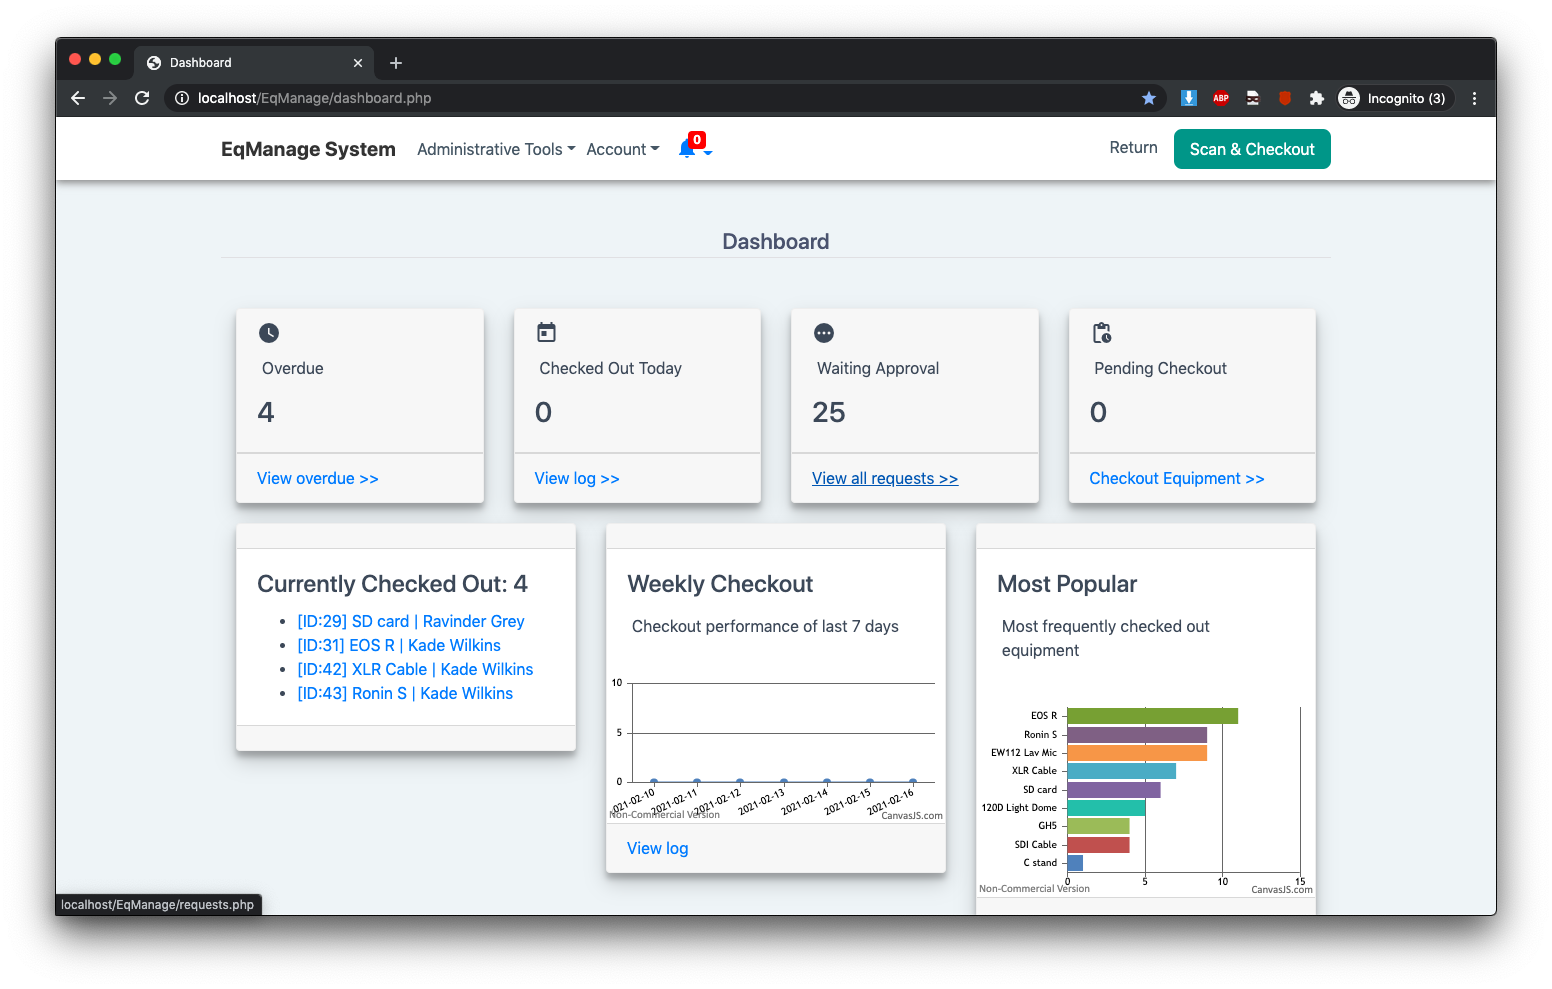 Dashboard
localhost/EqManage/dashboard.php
ABP
Incognito (3)
EqManage System
Administrative Tools
Account
0
Return
Scan & Checkout
Dashboard
Overdue
4
View overdue >>
Checked Out Today
0
View log >>
Waiting Approval
25
View all requests >>
Pending Checkout
0
Checkout Equipment >>
Currently Checked Out: 4
[ID:29] SD card | Ravinder Grey
[ID:31] EOS R | Kade Wilkins
[ID:42] XLR Cable | Kade Wilkins
[ID:43] Ronin S | Kade Wilkins
Weekly Checkout
Checkout performance of last 7 days
10
5
0
2021-02-11
2021-02-12
2021-02-13
2021-02-14
2021-02-15
2021-02-16
Non-Commercial Version
CanvasJS.com
View log
Most Popular
Most frequently checked out
equipment
EOS R
Ronin S
EW112 Lav Mic
XLR Cable
SD card
120D Light Dome
GH5
SDI Cable
C stand
0
5
10
15
Non-Commercial Version
CanvasJS.com
localhost/EqManage/requests.php